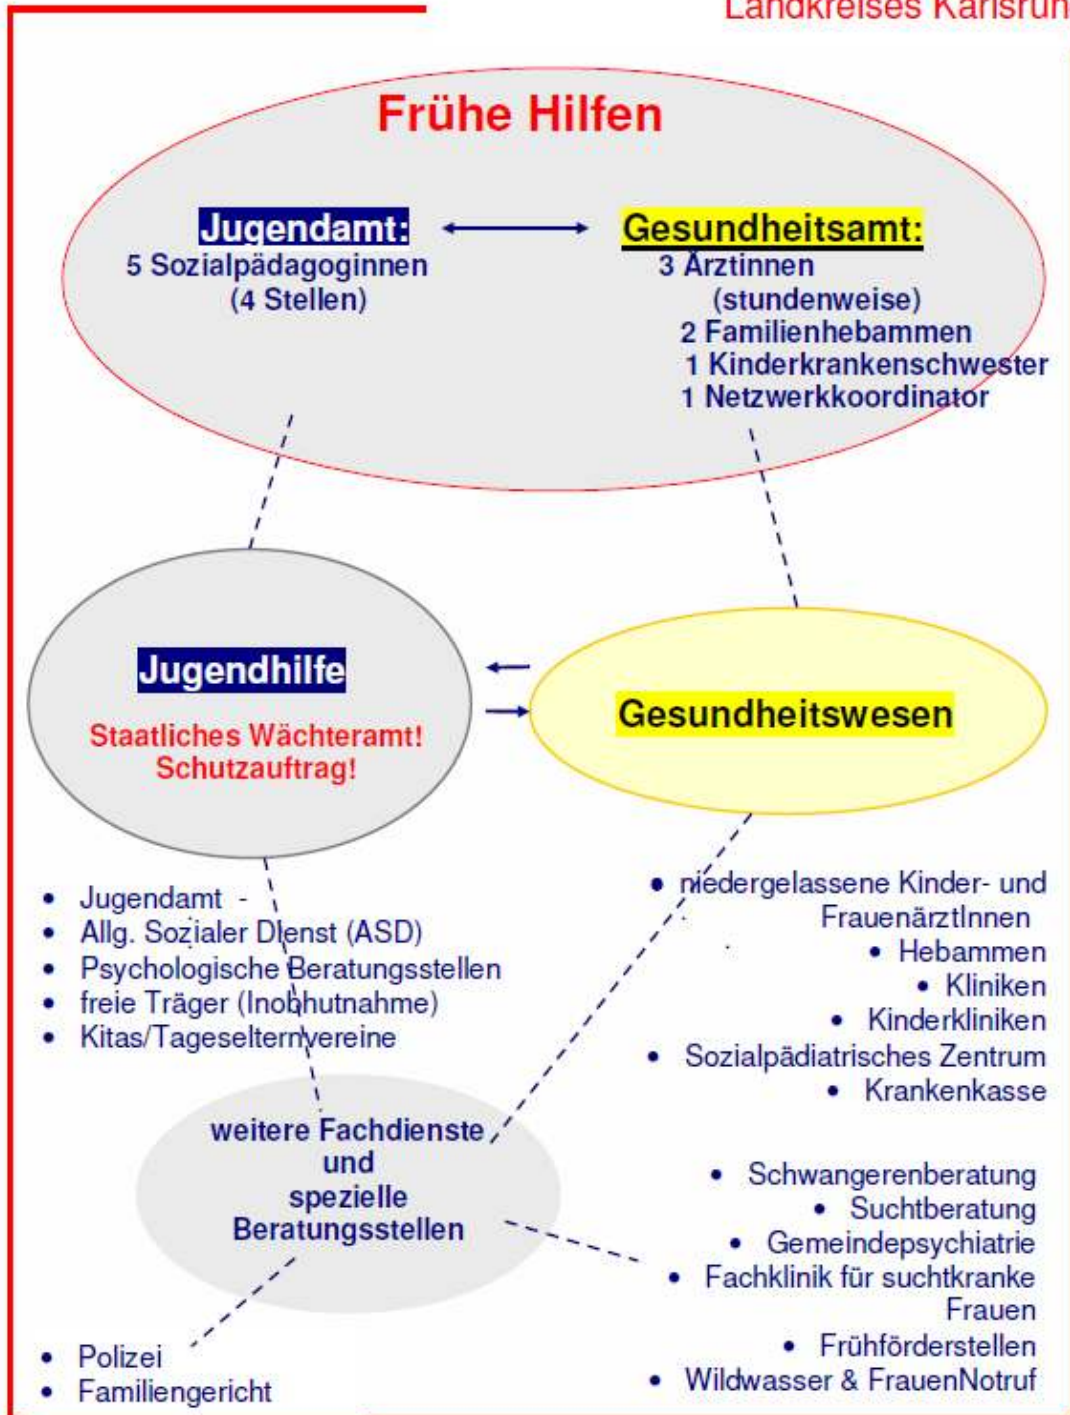 Landkreises Karlsruh
Frühe Hilfen
Jugendamt:
5 Sozialpädagoginnen
(4 Stellen)
Gesundheitsamt:
3 Ärztinnen
(stundenweise)
2 Familienhebammen
1 Kinderkrankenschwester
1 Netzwerkkoordinator
Jugendhilfe
Staatliches Wächteramt!
Schutzauftrag!
Gesundheitswesen
• Jugendamt -
• Allg. Sozialer DIenst (ASD)
• Psychologische Beratungsstellen
• freie Träger (Inobhutnahme)
• Kitas/Tageselternvereine
• niedergelassene Kinder- und
FrauenärztInnen
• Hebammen
• Kliniken
• Kinderkliniken
• Sozialpädiatrisches Zentrum
• Krankenkasse
weitere Fachdienste
und
spezielle
Beratungsstellen
• Schwangerenberatung
• Suchtberatung
• Gemeindepsychiatrie
• Fachklinik für suchtkranke
Frauen
• Frühförderstellen
• Wildwasser & FrauenNotruf
• Polizei
• Familiengericht